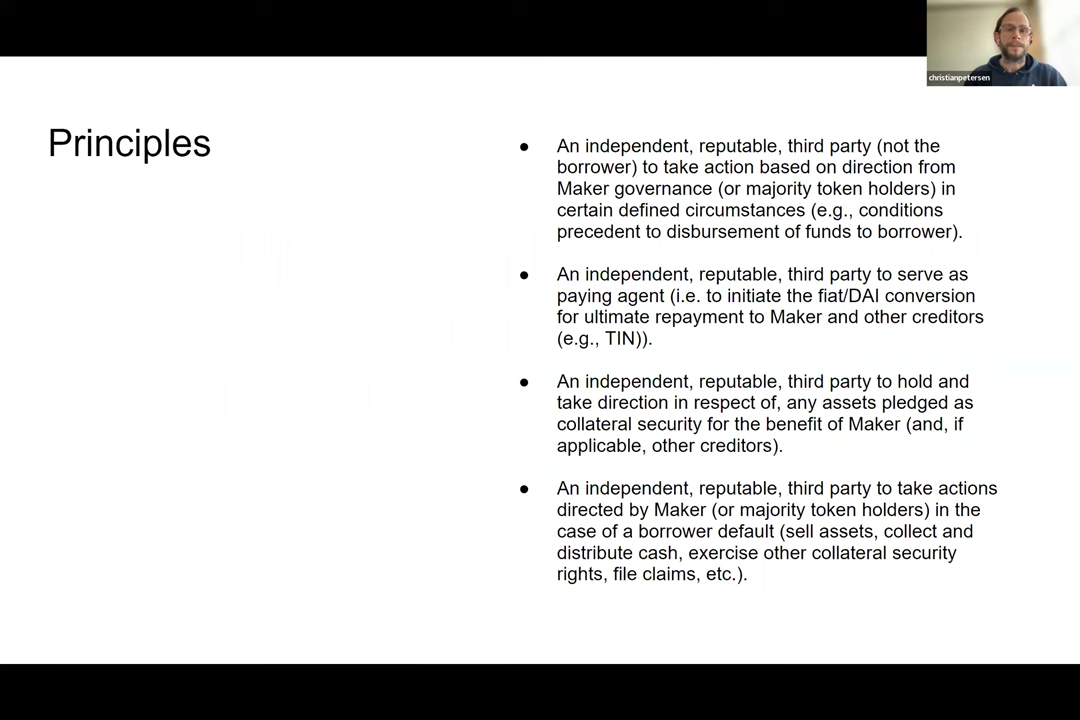 christianpetersen
Principles
● An independent, reputable, third party (not the
borrower) to take action based on direction from
Maker governance (or majority token holders) in
certain defined circumstances (e.g., conditions
precedent to disbursement of funds to borrower).
● An independent, reputable, third party to serve as
paying agent (i.e. to initiate the fiat/DAI conversion
for ultimate repayment to Maker and other creditors
(e.g., TIN)).
● An independent, reputable, third party to hold and
take direction in respect of, any assets pledged as
collateral security for the benefit of Maker (and, if
applicable, other creditors).
● An independent, reputable, third party to take actions
directed by Maker (or majority token holders) in the
case of a borrower default (sell assets, collect and
distribute cash, exercise other collateral security
rights, file claims, etc.).